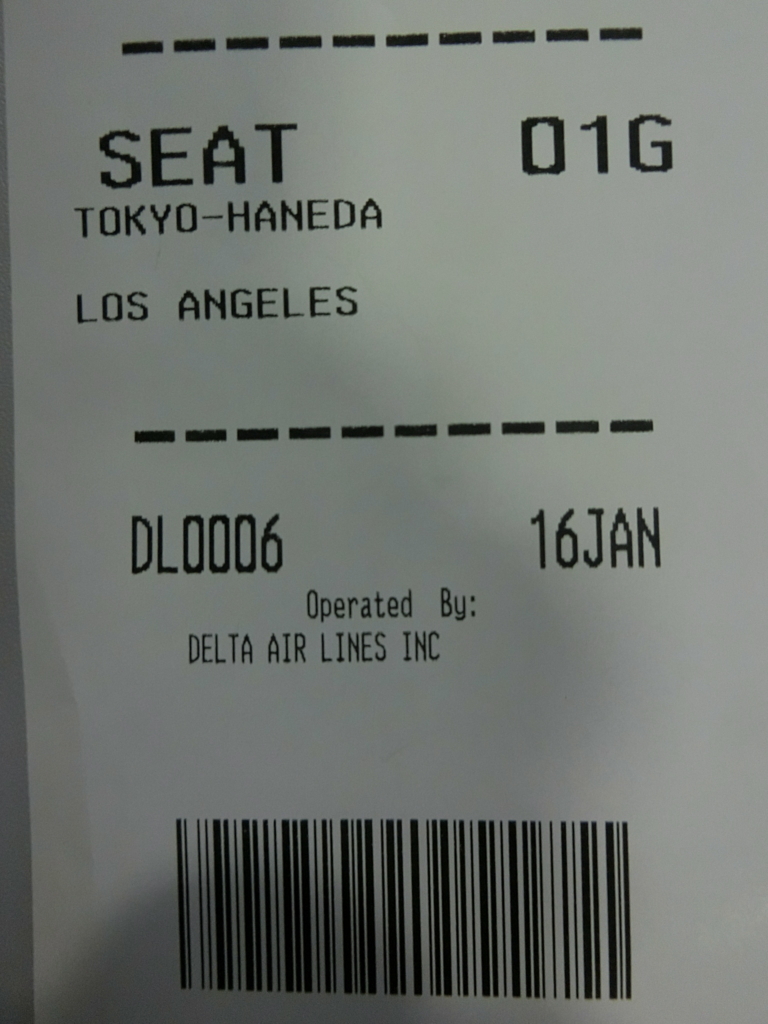 SEAT 01G
TOKYO-HANEDA
LOS ANGELES
DL0006 16JAN
Operated By:
DELTA AIR LINES INC